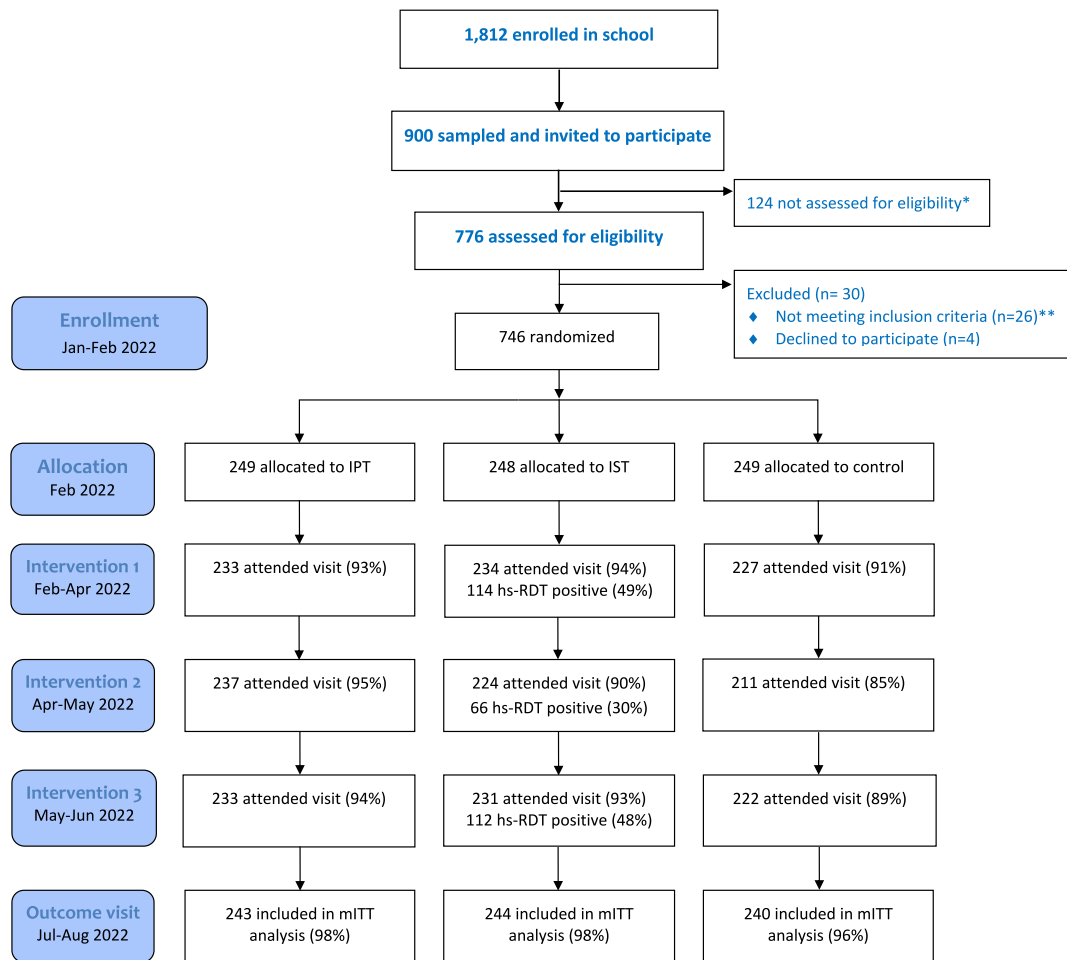 1,812 enrolled in school
900 sampled and invited to participate
124 not assessed for eligibility*
776 assessed for eligibility
Excluded (n= 30)
♦ Not meeting inclusion criteria (n=26)**
♦ Declined to participate (n=4)
Enrollment
Jan-Feb 2022
746 randomized
Allocation
Feb 2022
249 allocated to IPT
248 allocated to IST
249 allocated to control
Intervention 1
Feb-Apr 2022
233 attended visit (93%)
234 attended visit (94%)
114 hs-RDT positive (49%)
227 attended visit (91%)
Intervention 2
Apr-May 2022
237 attended visit (95%)
224 attended visit (90%)
66 hs-RDT positive (30%)
211 attended visit (85%)
Intervention 3
May-Jun 2022
233 attended visit (94%)
231 attended visit (93%)
112 hs-RDT positive (48%)
222 attended visit (89%)
Outcome visit
Jul-Aug 2022
243 included in mITT
analysis (98%)
244 included in mITT
analysis (98%)
240 included in mITT
analysis (96%)